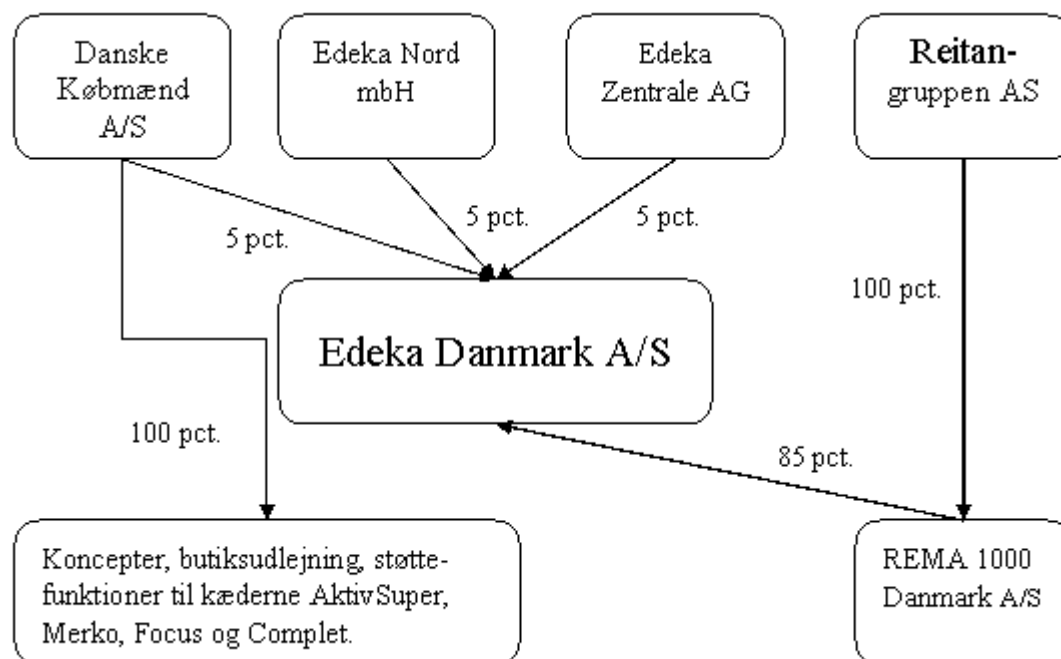 Danske
Købmænd
A/S
Edeka Nord
mbH
Edeka
Zentrale AG
Reitan-
gruppen AS
5 pct.
5 pct.
5 pct.
100 pct.
Edeka Danmark A/S
100 pct.
85 pct.
Koncepter, butiksudlejning, støtte-
funktioner til kæderne AktivSuper,
Merko, Focus og Complet.
REMA 1000
Danmark A/S